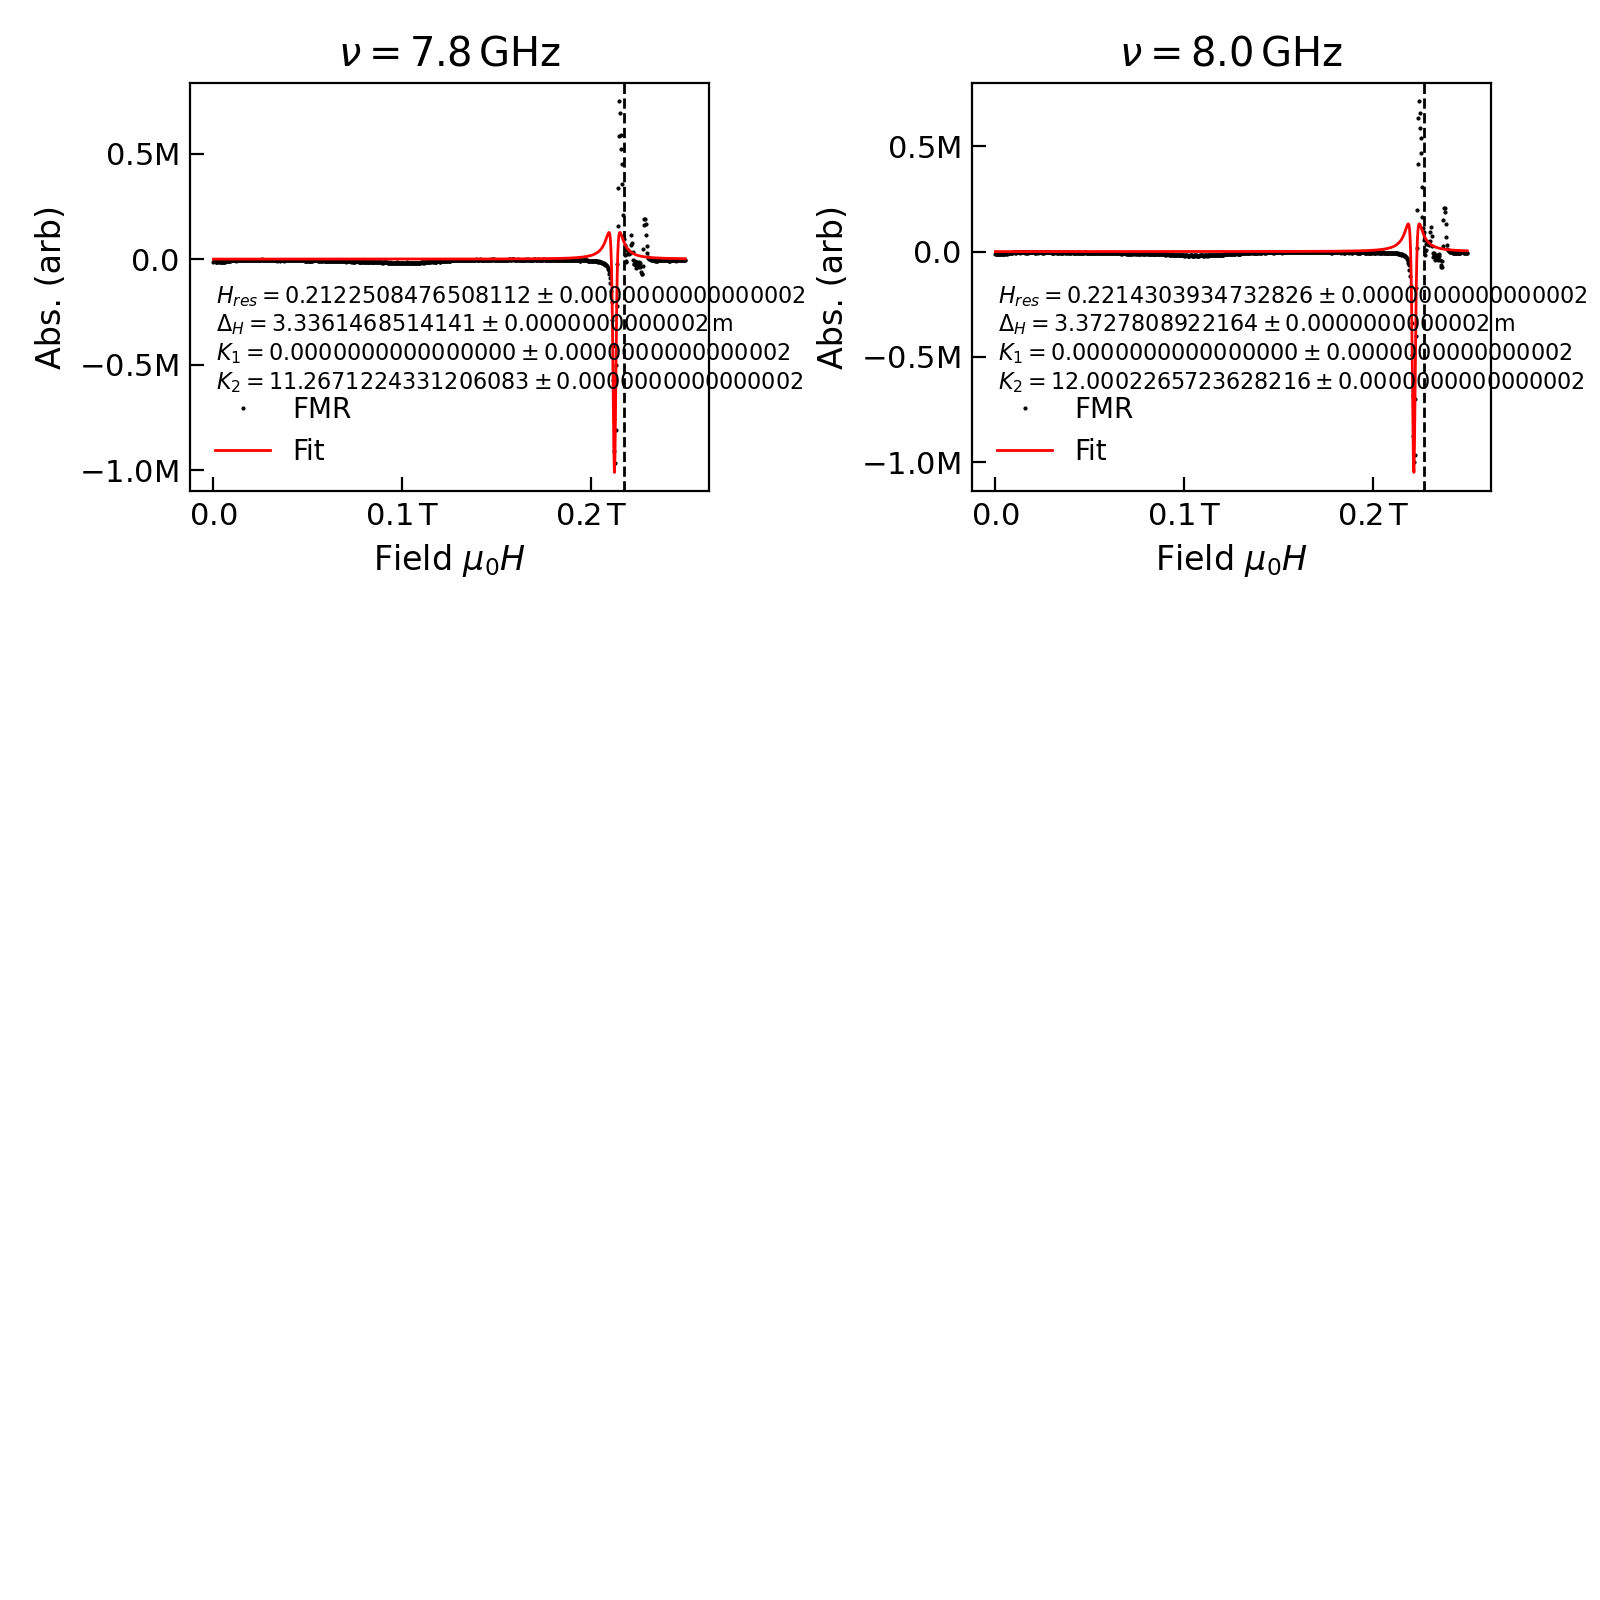 ν = 7.8 GHz
0.5M
0.0
−0.5M
−1.0M
Abs. (arb)
H_res = 0.2122508476508112 ± 0.0000000000000002
Δ_H = 3.3361468514141 ± 0.0000000000002 m
K_1 = 0.0000000000000000 ± 0.0000000000000002
K_2 = 11.2671224331206083 ± 0.0000000000000002
FMR
Fit
0.0 0.1 T 0.2 T
Field μ_0H
ν = 8.0 GHz
0.5M
0.0
−0.5M
−1.0M
Abs. (arb)
H_res = 0.2214303934732826 ± 0.0000000000000002
Δ_H = 3.3727808922164 ± 0.0000000000002 m
K_1 = 0.0000000000000000 ± 0.0000000000000002
K_2 = 12.0002265723628216 ± 0.0000000000000002
FMR
Fit
0.0 0.1 T 0.2 T
Field μ_0H